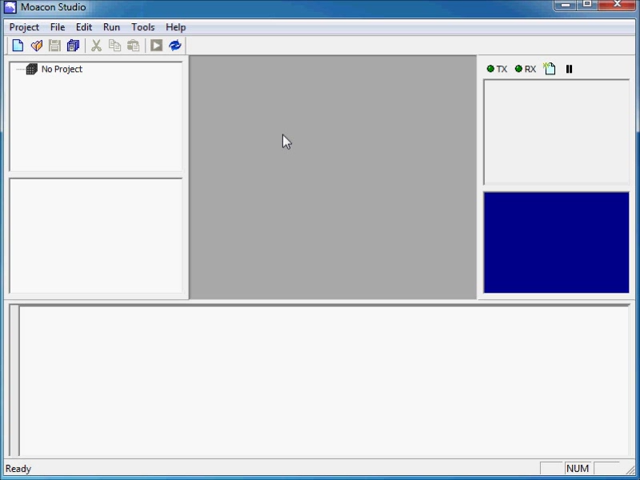 Moacon Studio
Project File Edit Run Tools Help
No Project
TX RX
Ready
NUM